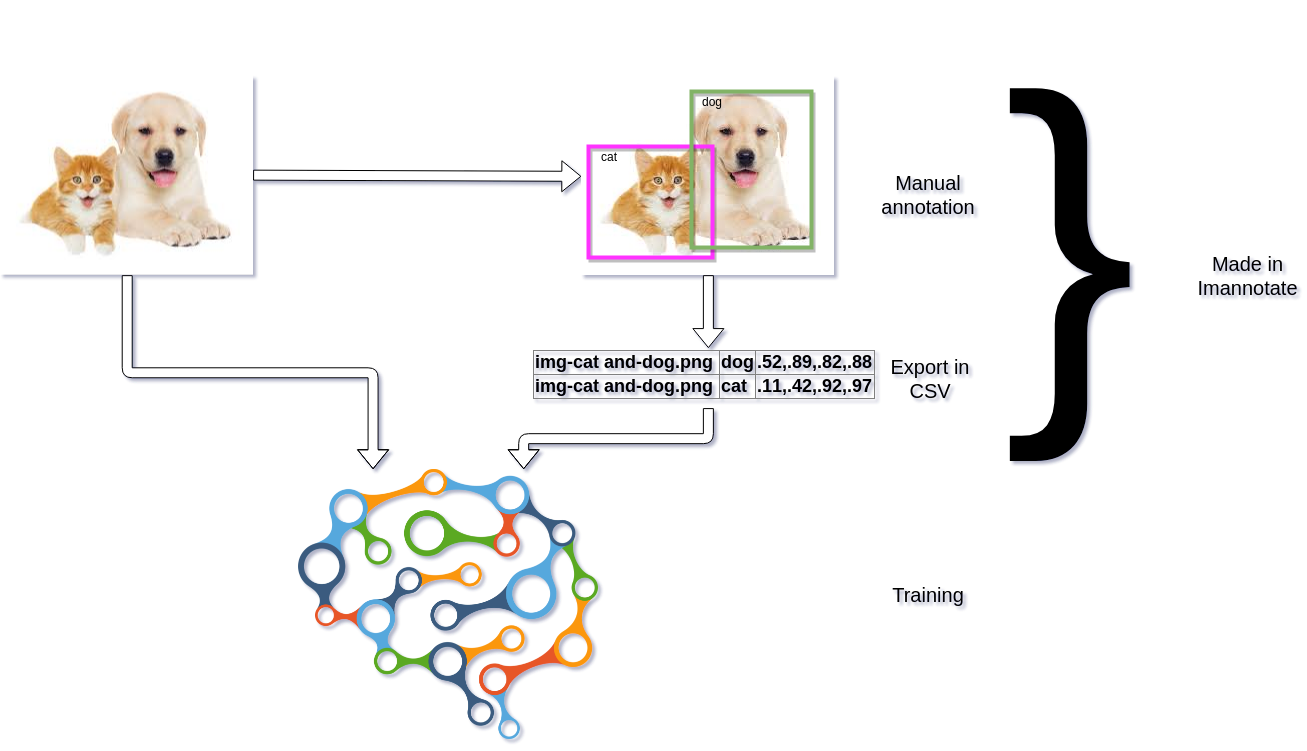 dog
cat
Manual
annotation
Made in
Imannotate
img-cat and-dog.png dog .52,.89,.82,.88
img-cat and-dog.png cat .11,.42,.92,.97
Export in
CSV
Training